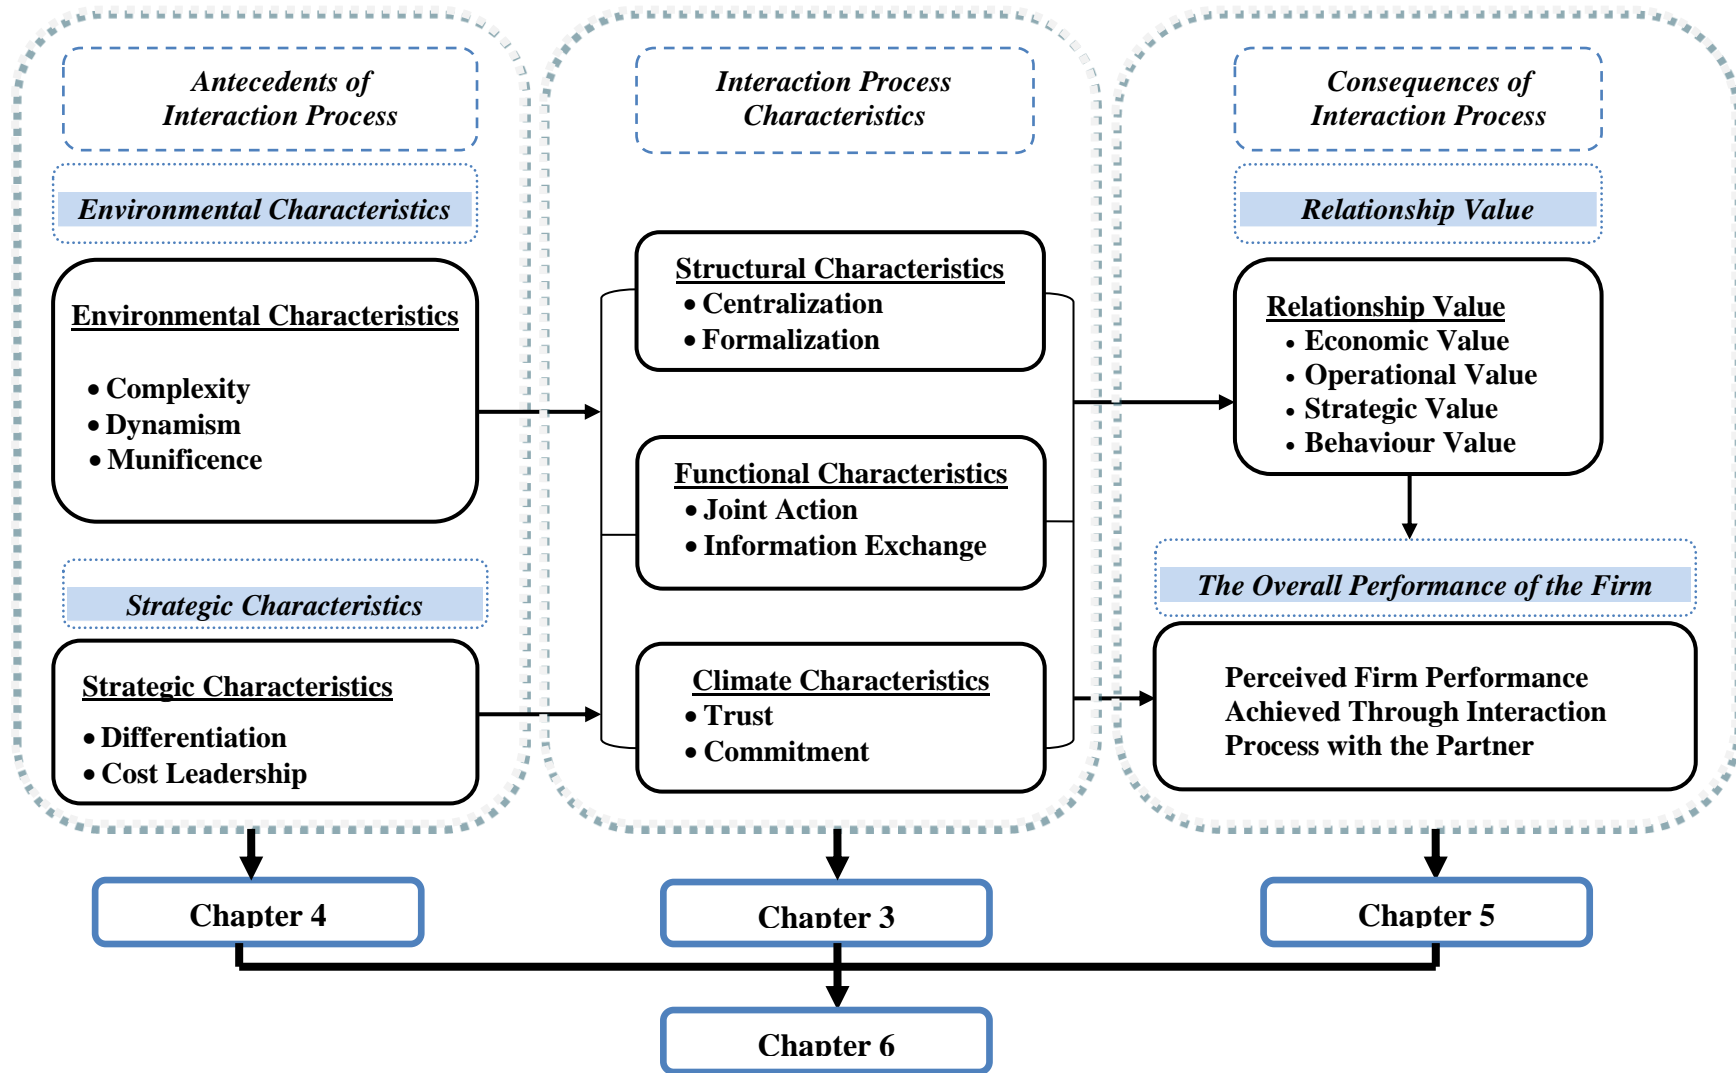 Antecedents of
Interaction Process
Environmental Characteristics
Environmental Characteristics
• Complexity
• Dynamism
• Munificence
Strategic Characteristics
Strategic Characteristics
• Differentiation
• Cost Leadership
Interaction Process
Characteristics
Structural Characteristics
• Centralization
• Formalization
Functional Characteristics
• Joint Action
• Information Exchange
Climate Characteristics
• Trust
• Commitment
Consequences of
Interaction Process
Relationship Value
Relationship Value
• Economic Value
• Operational Value
• Strategic Value
• Behaviour Value
The Overall Performance of the Firm
Perceived Firm Performance
Achieved Through Interaction
Process with the Partner
Chapter 4
Chapter 3
Chapter 5
Chapter 6